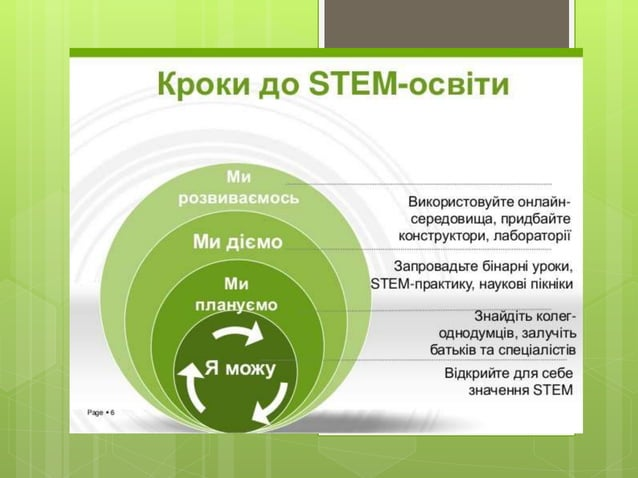 Кроки до STEM-освіти
Ми
розвиваємось
Використовуйте онлайн-
середовища, придбайте
конструктори, лабораторії
Ми діємо
Запровадьте бінарні уроки,
STEM-практику, наукові пікніки
Ми
плануємо
Знайдіть колег-
однодумців, залучіть
батьків та спеціалістів
Я можу
Відкрийте для себе
значення STEM
Page • 6